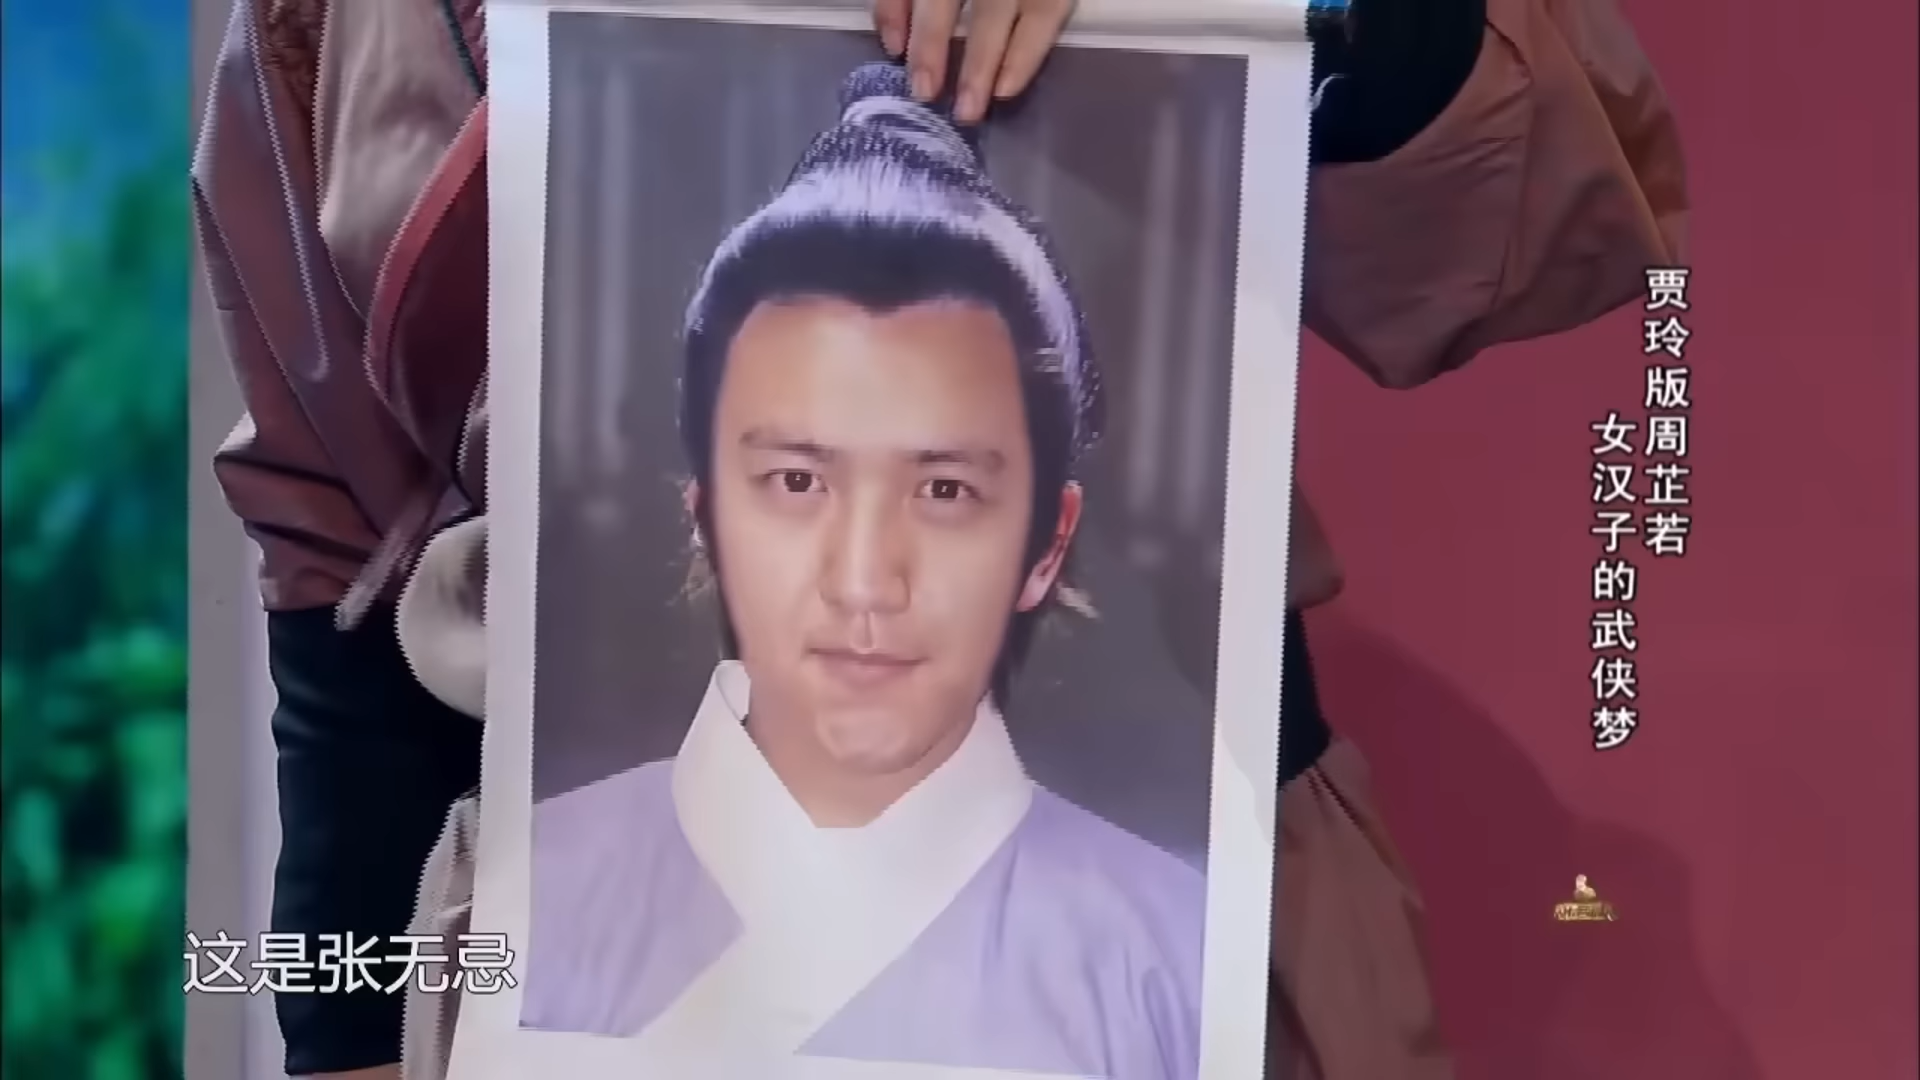 贾玲版周芷若
女汉子的武侠梦
这是张无忌